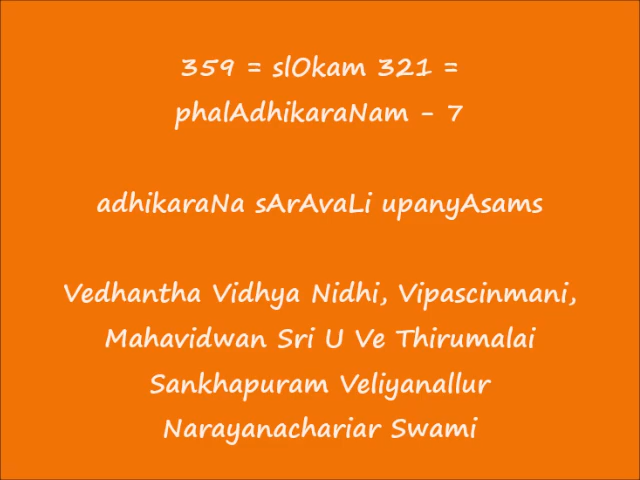 359 = slOkam 321 =
phalAdhikaraNam - 7
adhikaraNa sArAvaLi upanyAsams
Vedhantha Vidhya Nidhi, Vipascinmani,
Mahavidwan Sri U Ve Thirumalai
Sankhapuram Veliyanallur
Narayanachariar Swami